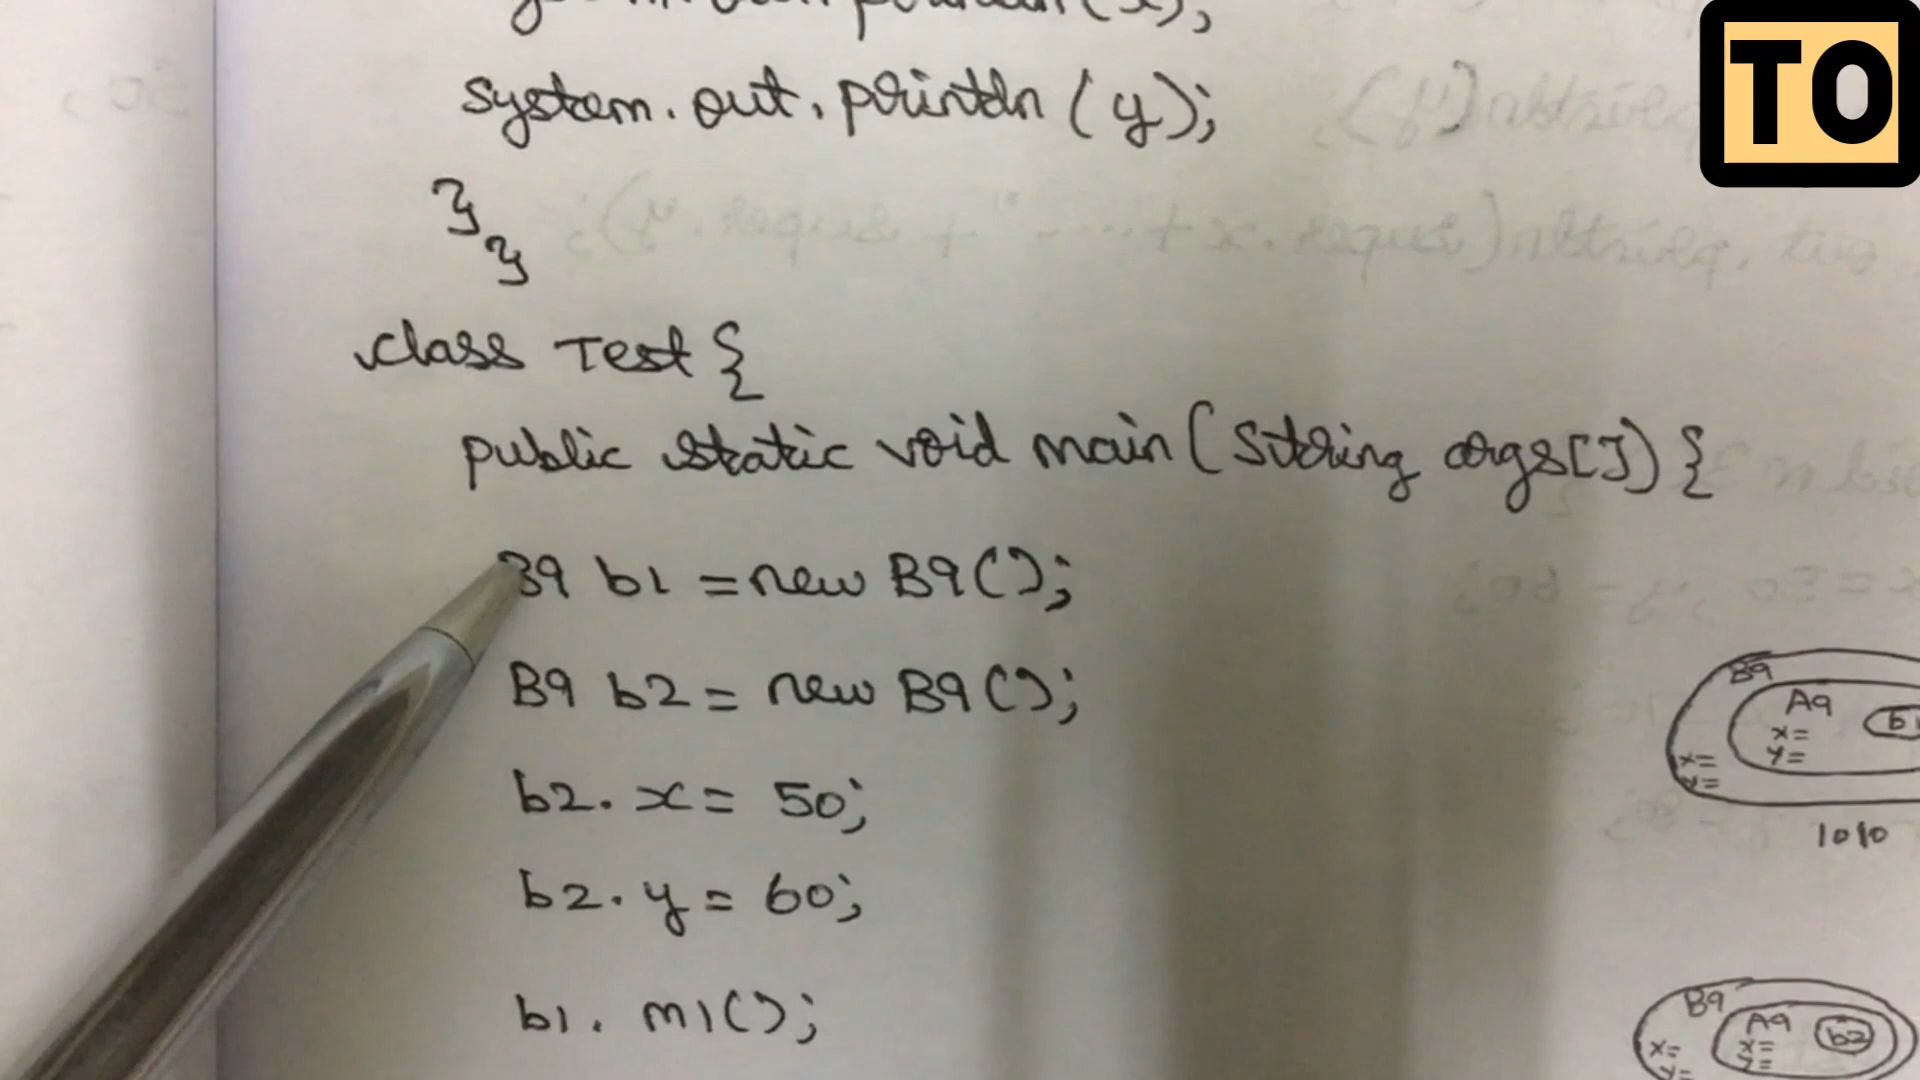 system.out.println(y);
}
}
class Test{
public static void main(String args[]){
B9 b1 = new B9();
B9 b2 = new B9();
b2.x = 50;
b2.y = 60;
b1.m1();
TO
B9
A9
b1
x=
y=
x=
1010
B9
A9
b2
x=
y=
x=
y=